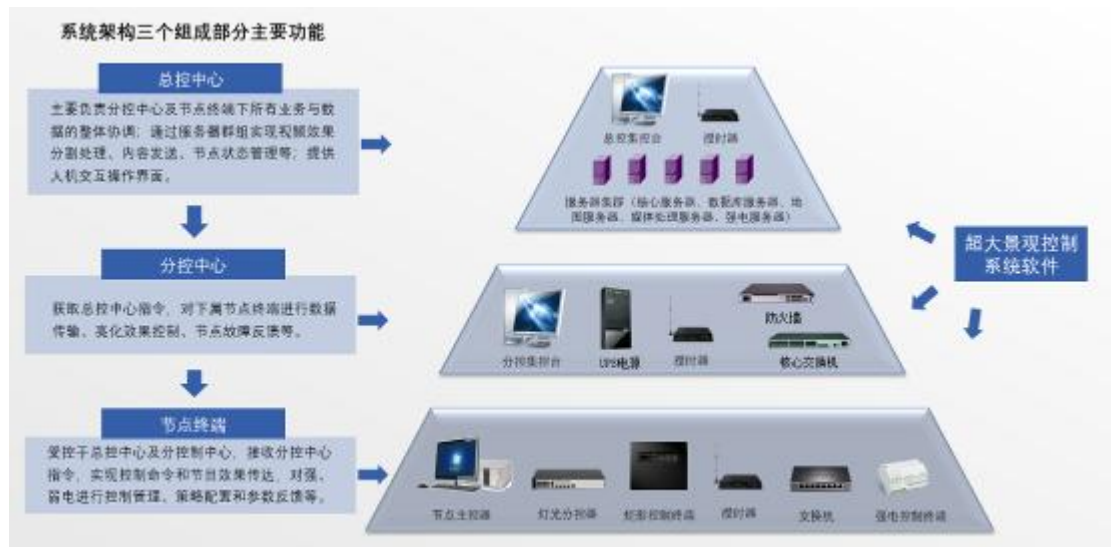 系统架构三个组成部分主要功能
总控中心
主要负责分控中心及节点终端下所有业务与数
据的整体协调；通过服务器群组实现视频效果
分割处理、内容发送、节点状态管理等；提供
人机交互操作界面。
总控集控台
授时器
服务器集群（核心服务器、数据库服务器、地
图服务器、媒体处理服务器、强电服务器）
超大景观控制
系统软件
分控中心
获取总控中心指令，对下属节点终端进行数据
传输、亮化效果控制、节点故障反馈等。
防火墙
分控集控台
UPS电源
授时器
核心交换机
节点终端
受控于总控中心及分控制中心，接收分控中心
指令，实现控制命令和节目效果传达，对强、
弱电进行控制管理、策略配置和参数反馈等。
节点主控器
灯光分控器
矩形控制终端
授时器
交换机
强电控制终端